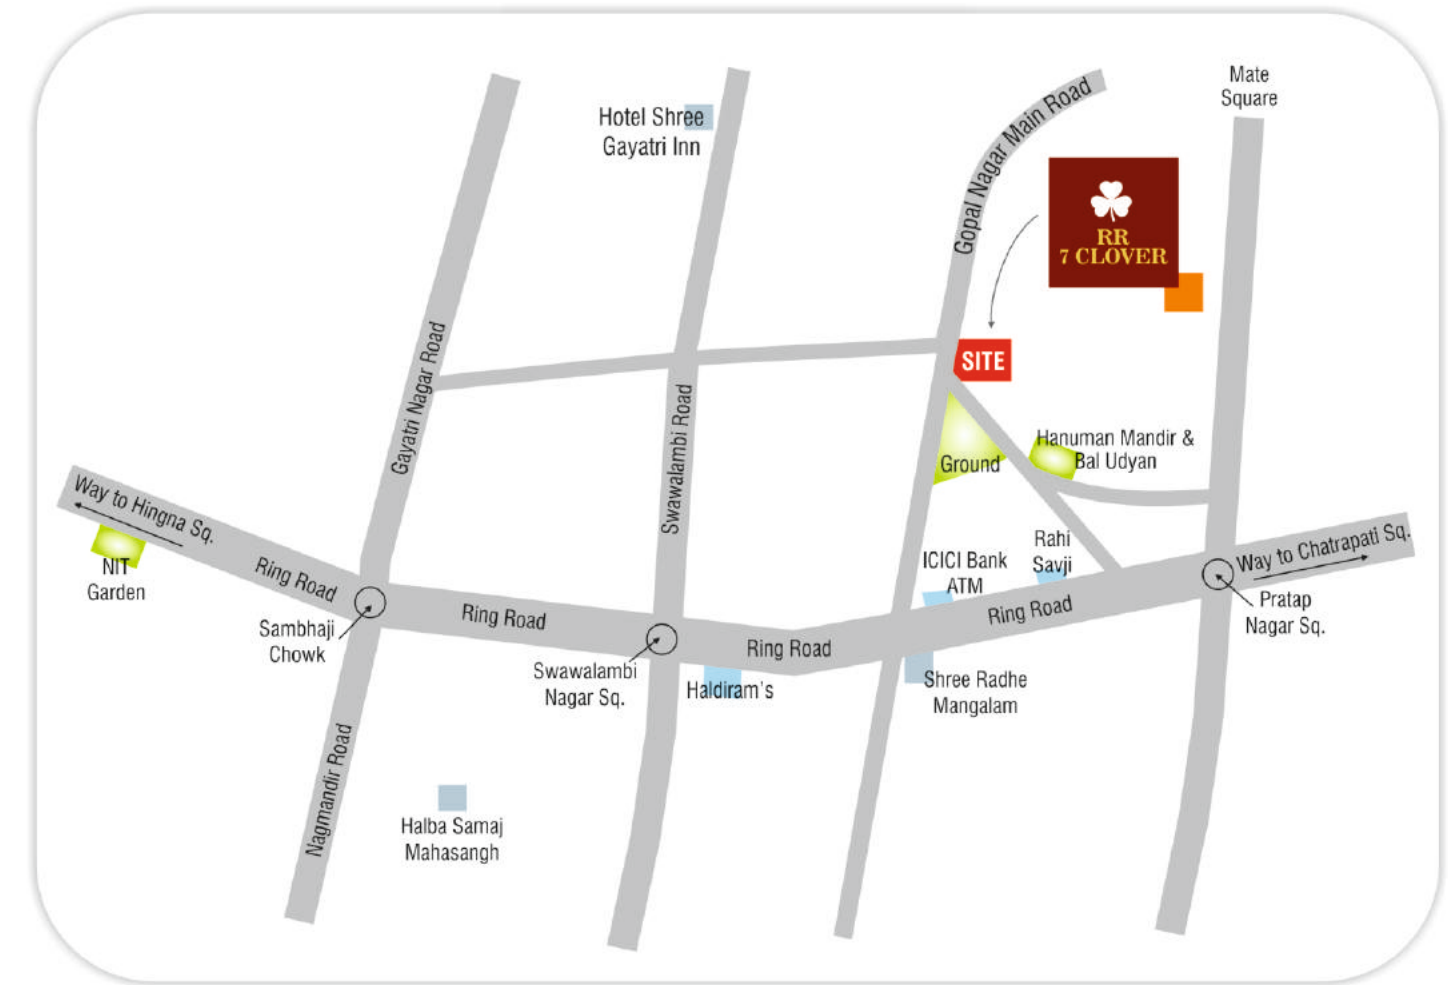 Mate
Square
Hotel Shree
Gayatri Inn
Gopal Nagar Main Road
RR
7 CLOVER
SITE
Gayatri Nagar Road
Swawalambi Road
Hanuman Mandir &
Bal Udyan
Ground
Way to Hingna Sq.
NIT
Garden
Ring Road
Rahi
Savji
ICICI Bank
ATM
Way to Chatrapati Sq.
Ring Road
Ring Road
Ring Road
Pratap
Nagar Sq.
Sambhaji
Chowk
Swawalambi
Nagar Sq.
Haldiram's
Shree Radhe
Mangalam
Nagmandir Road
Halba Samaj
Mahasangh